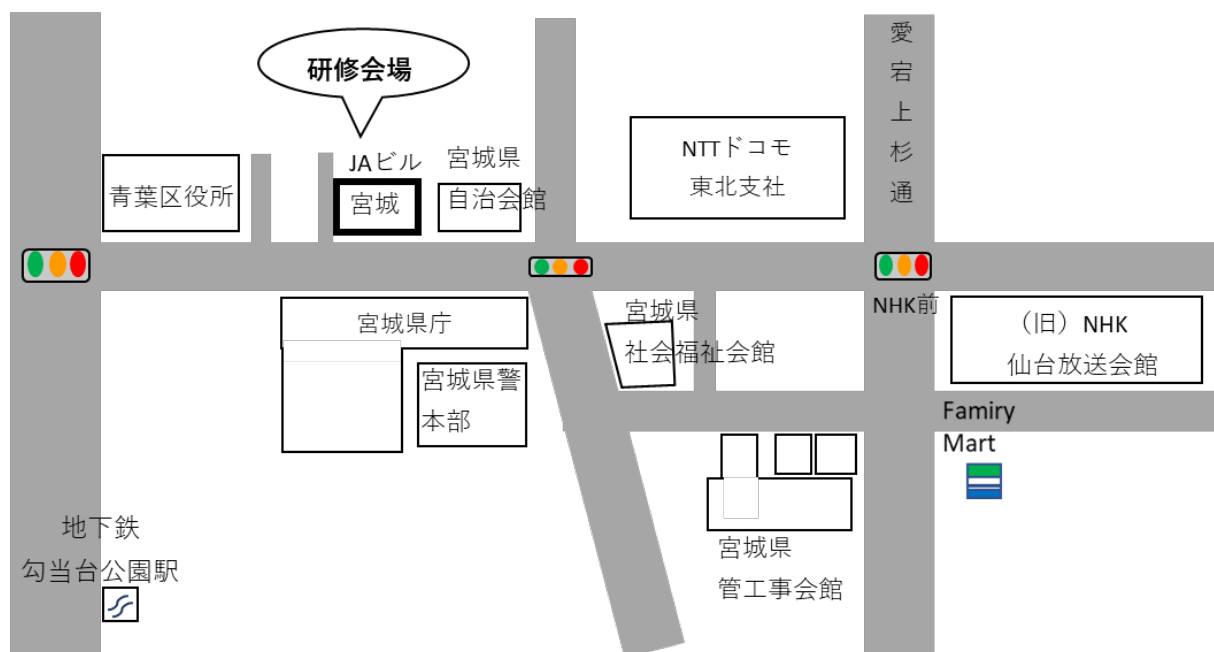 愛宕上杉通
研修会場
JAビル
宮城
宮城県
自治会館
NTTドコモ
東北支社
青葉区役所
NHK前
宮城県庁
宮城県
社会福祉会館
（旧）NHK
仙台放送会館
宮城県警
本部
Famiry
Mart
地下鉄
勾当台公園駅
宮城県
管工事会館